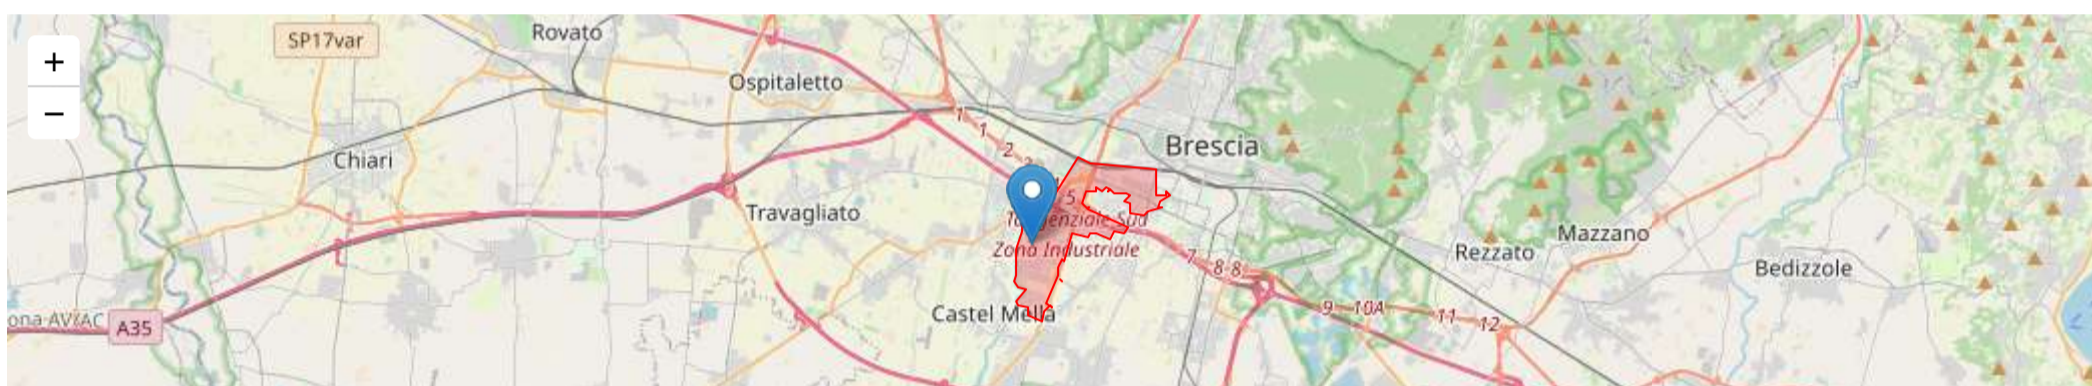 +
−
SP17var
Rovato
Ospitaletto
Brescia
Chiari
Travagliato
1
1
2
5
Tangenziale Sud
Zona Industriale
7
8 8
9
10A
11
12
Castel Mella
Rezzato
Mazzano
Bedizzole
A35